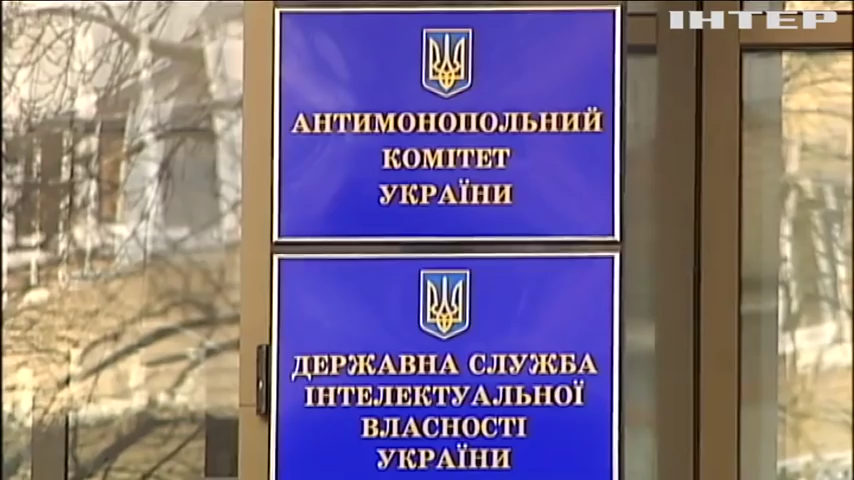 ІНТЕР
АНТИМОНОПОЛЬНИЙ
КОМІТЕТ
УКРАЇНИ
ДЕРЖАВНА СЛУЖБА
ІНТЕЛЕКТУАЛЬНОЇ
ВЛАСНОСТІ
УКРАЇНИ